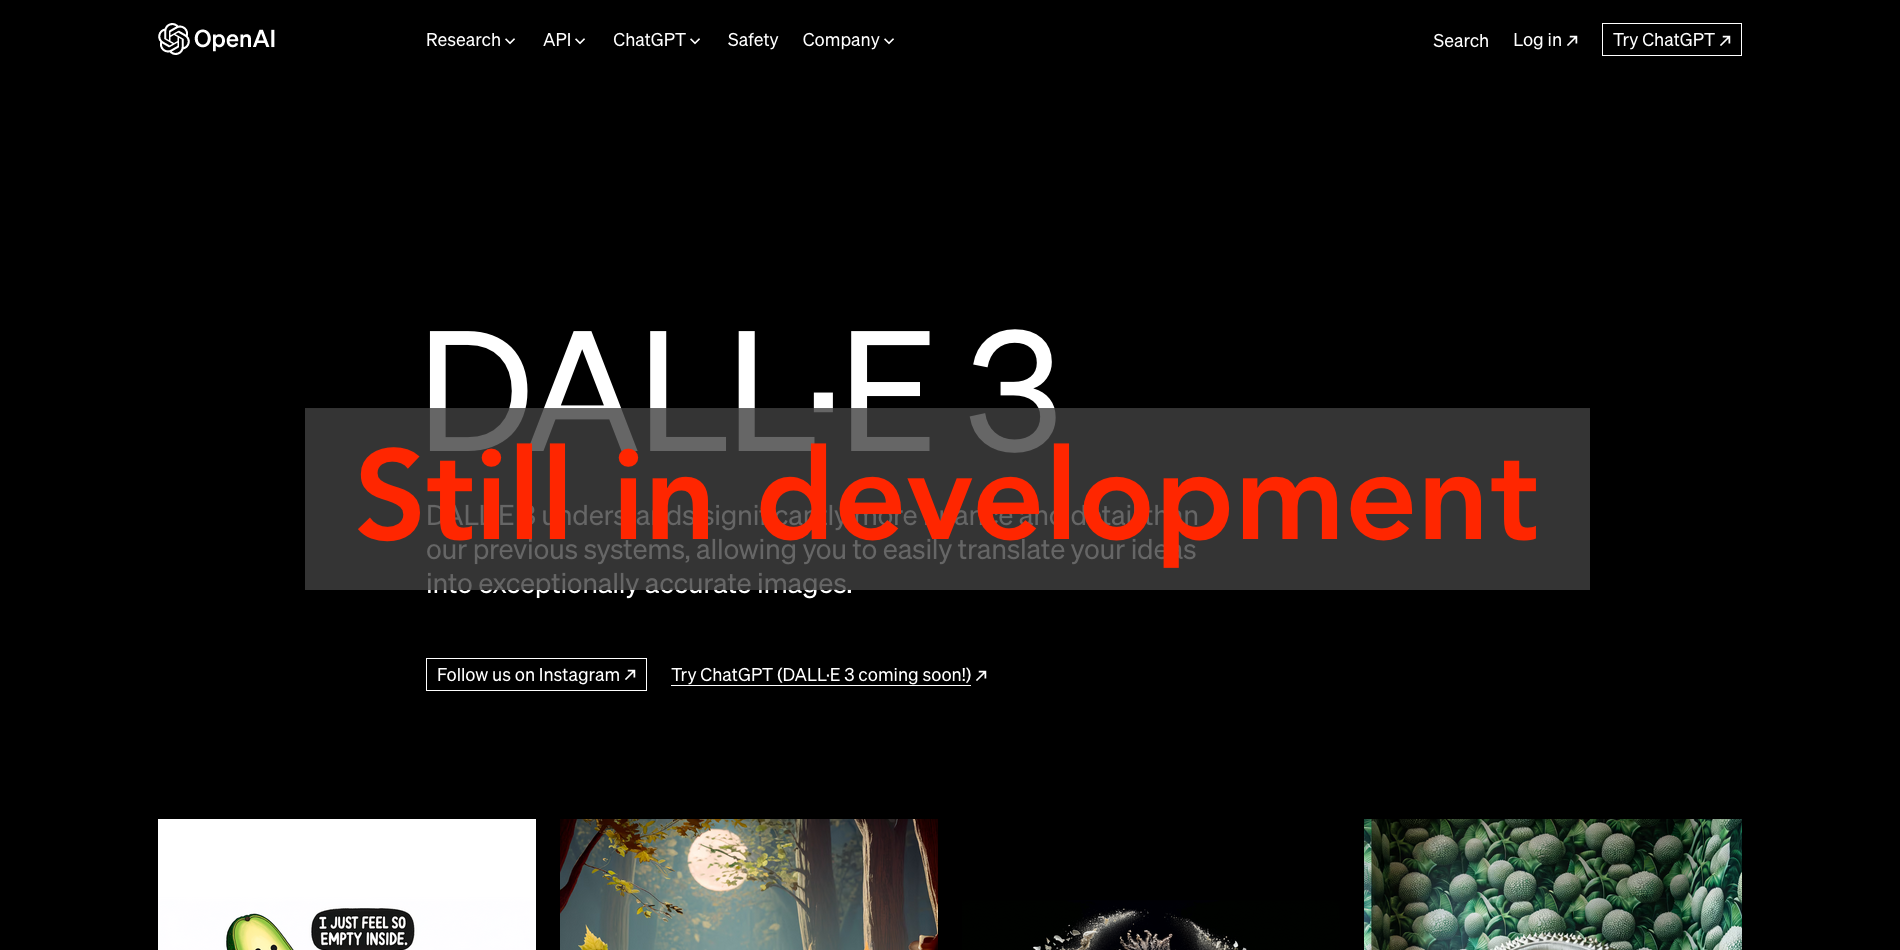 OpenAI
Research API ChatGPT Safety Company
Search Log in Try ChatGPT
DALL·E 3
Still in development
DALL·E 3 understands significantly more nuance and detail than
our previous systems, allowing you to easily translate your ideas
into exceptionally accurate images.
Follow us on Instagram Try ChatGPT (DALL·E 3 coming soon!)
I JUST FEEL SO
EMPTY INSIDE.